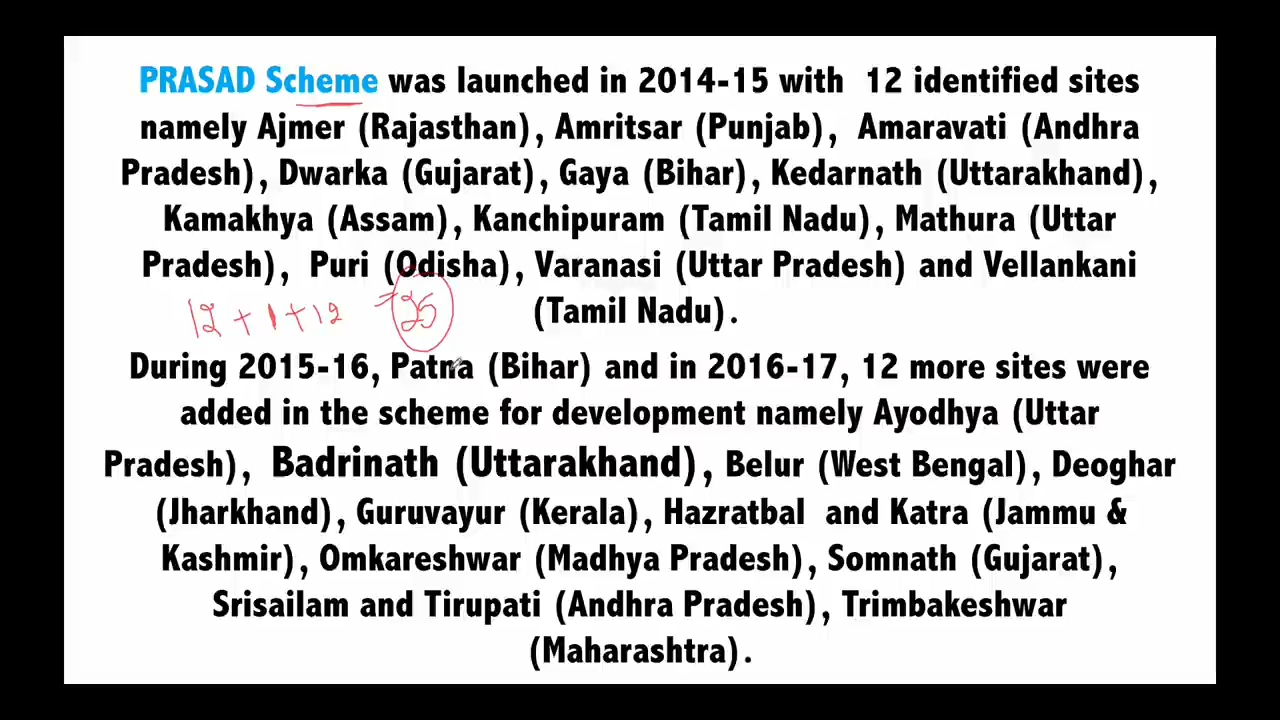 PRASAD Scheme was launched in 2014-15 with 12 identified sites
namely Ajmer (Rajasthan), Amritsar (Punjab), Amaravati (Andhra
Pradesh), Dwarka (Gujarat), Gaya (Bihar), Kedarnath (Uttarakhand),
Kamakhya (Assam), Kanchipuram (Tamil Nadu), Mathura (Uttar
Pradesh), Puri (Odisha), Varanasi (Uttar Pradesh) and Vellankani
(Tamil Nadu).
12 + 1 + 12 = 25
During 2015-16, Patna (Bihar) and in 2016-17, 12 more sites were
added in the scheme for development namely Ayodhya (Uttar
Pradesh), Badrinath (Uttarakhand), Belur (West Bengal), Deoghar
(Jharkhand), Guruvayur (Kerala), Hazratbal and Katra (Jammu &
Kashmir), Omkareshwar (Madhya Pradesh), Somnath (Gujarat),
Srisailam and Tirupati (Andhra Pradesh), Trimbakeshwar
(Maharashtra).